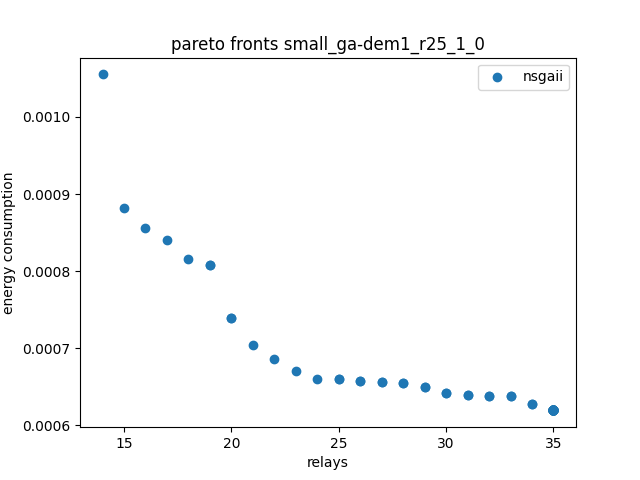 pareto fronts small_ga-dem1_r25_1_0
nsgaii
0.0010
0.0009
0.0008
0.0007
0.0006
energy consumption
15
20
25
30
35
relays